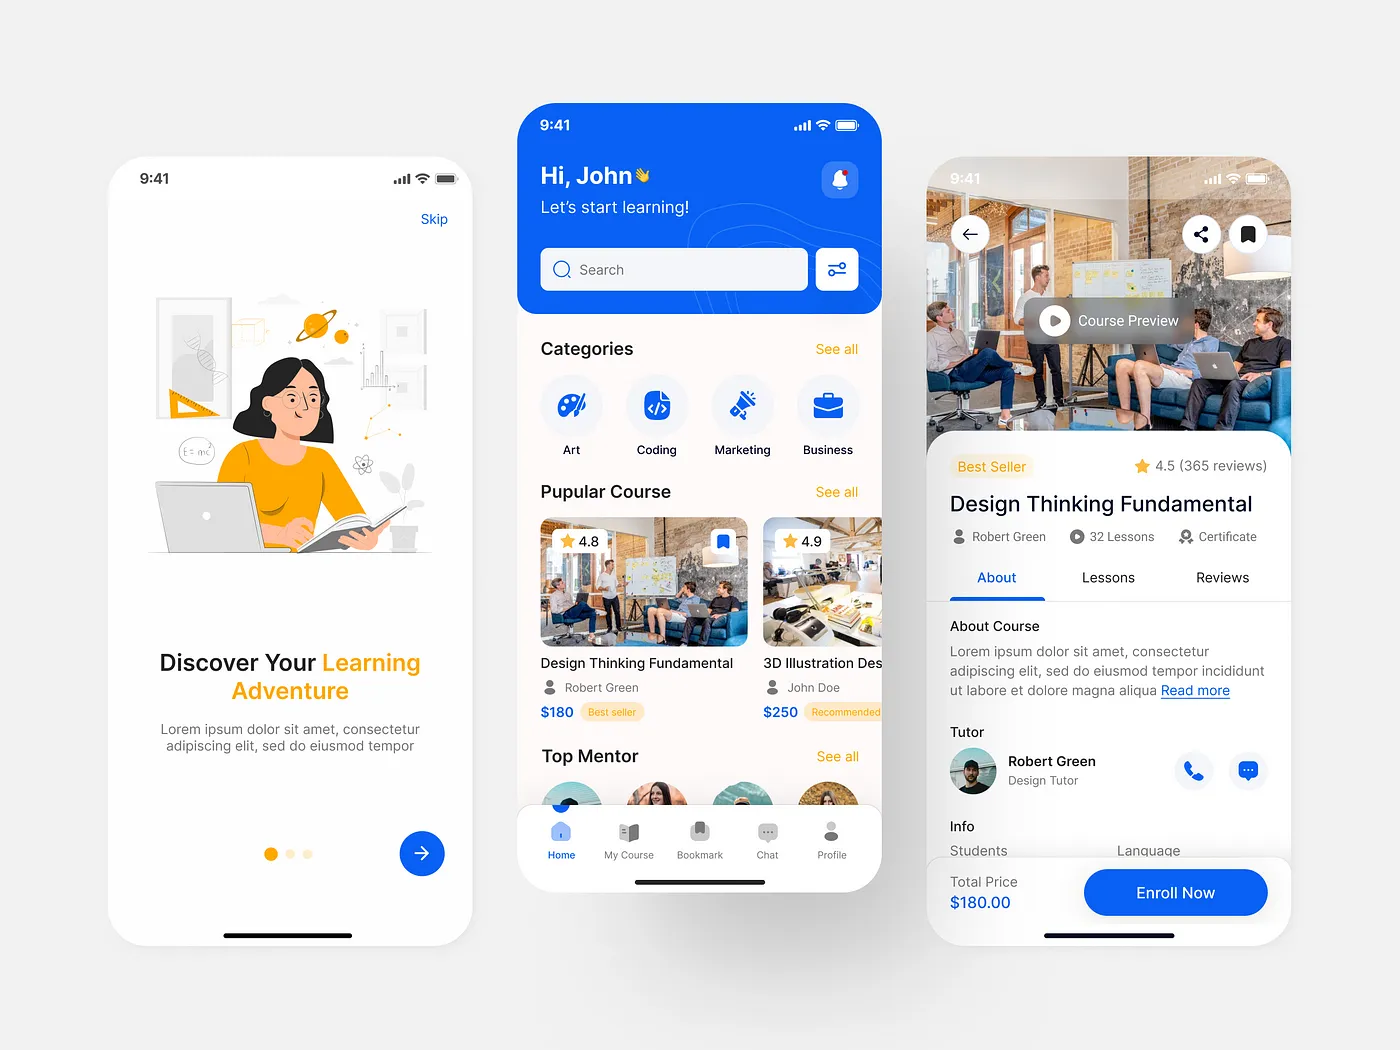 9:41
Skip
E=mc²
Discover Your Learning
Adventure
Lorem ipsum dolor sit amet, consectetur
adipiscing elit, sed do eiusmod tempor
9:41
Hi, John👋
Let's start learning!
Search
Categories
See all
Art
Coding
Marketing
Business
Pupular Course
See all
4.8
4.9
Design Thinking Fundamental
3D Illustration Des
Robert Green
John Doe
$180
Best seller
$250
Recommended
Top Mentor
See all
Home
My Course
Bookmark
Chat
Profile
9:41
Course Preview
Best Seller
4.5 (365 reviews)
Design Thinking Fundamental
Robert Green
32 Lessons
Certificate
About
Lessons
Reviews
About Course
Lorem ipsum dolor sit amet, consectetur
adipiscing elit, sed do eiusmod tempor incididunt
ut labore et dolore magna aliqua Read more
Tutor
Robert Green
Design Tutor
Info
Students
Language
Total Price
$180.00
Enroll Now